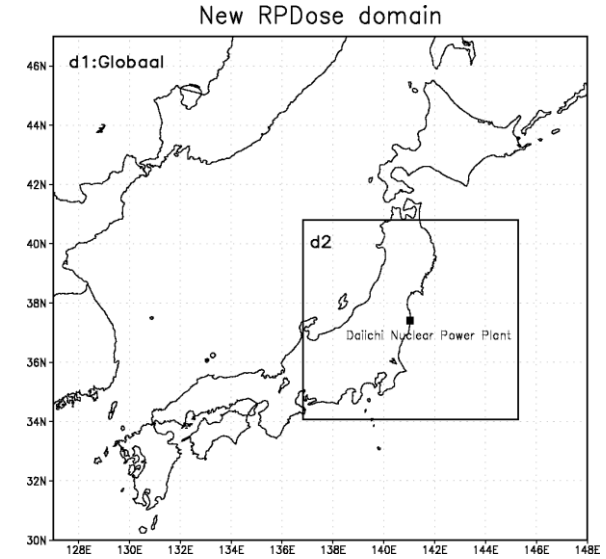 New RPDose domain
d1:Globaal
d2
Daiichi Nuclear Power Plant
46N
44N
42N
40N
38N
36N
34N
32N
30N
128E 130E 132E 134E 136E 138E 140E 142E 144E 146E 148E